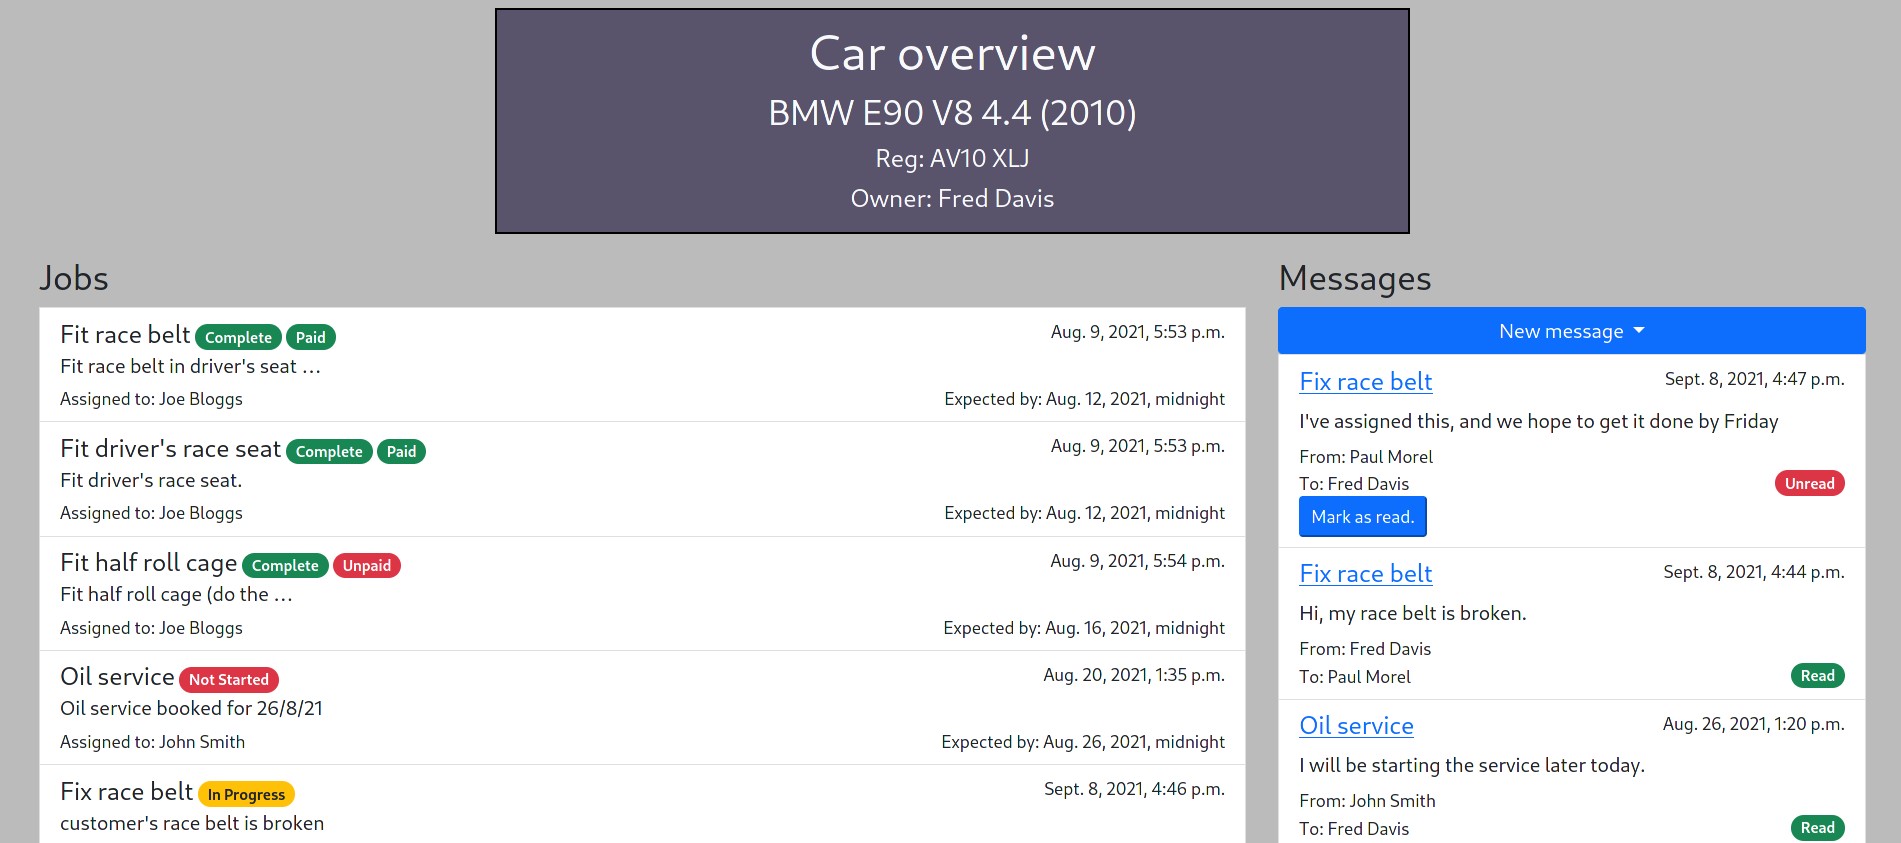 Car overview
BMW E90 V8 4.4 (2010)
Reg: AV10 XLJ
Owner: Fred Davis
Jobs
Fit race belt Complete Paid Aug. 9, 2021, 5:53 p.m.
Fit race belt in driver's seat …
Assigned to: Joe Bloggs Expected by: Aug. 12, 2021, midnight
Fit driver's race seat Complete Paid Aug. 9, 2021, 5:53 p.m.
Fit driver's race seat.
Assigned to: Joe Bloggs Expected by: Aug. 12, 2021, midnight
Fit half roll cage Complete Unpaid Aug. 9, 2021, 5:54 p.m.
Fit half roll cage (do the …
Assigned to: Joe Bloggs Expected by: Aug. 16, 2021, midnight
Oil service Not Started Aug. 20, 2021, 1:35 p.m.
Oil service booked for 26/8/21
Assigned to: John Smith Expected by: Aug. 26, 2021, midnight
Fix race belt In Progress Sept. 8, 2021, 4:46 p.m.
customer's race belt is broken
Messages
New message
Fix race belt Sept. 8, 2021, 4:47 p.m.
I've assigned this, and we hope to get it done by Friday
From: Paul Morel
To: Fred Davis Unread
Mark as read.
Fix race belt Sept. 8, 2021, 4:44 p.m.
Hi, my race belt is broken.
From: Fred Davis
To: Paul Morel Read
Oil service Aug. 26, 2021, 1:20 p.m.
I will be starting the service later today.
From: John Smith
To: Fred Davis Read